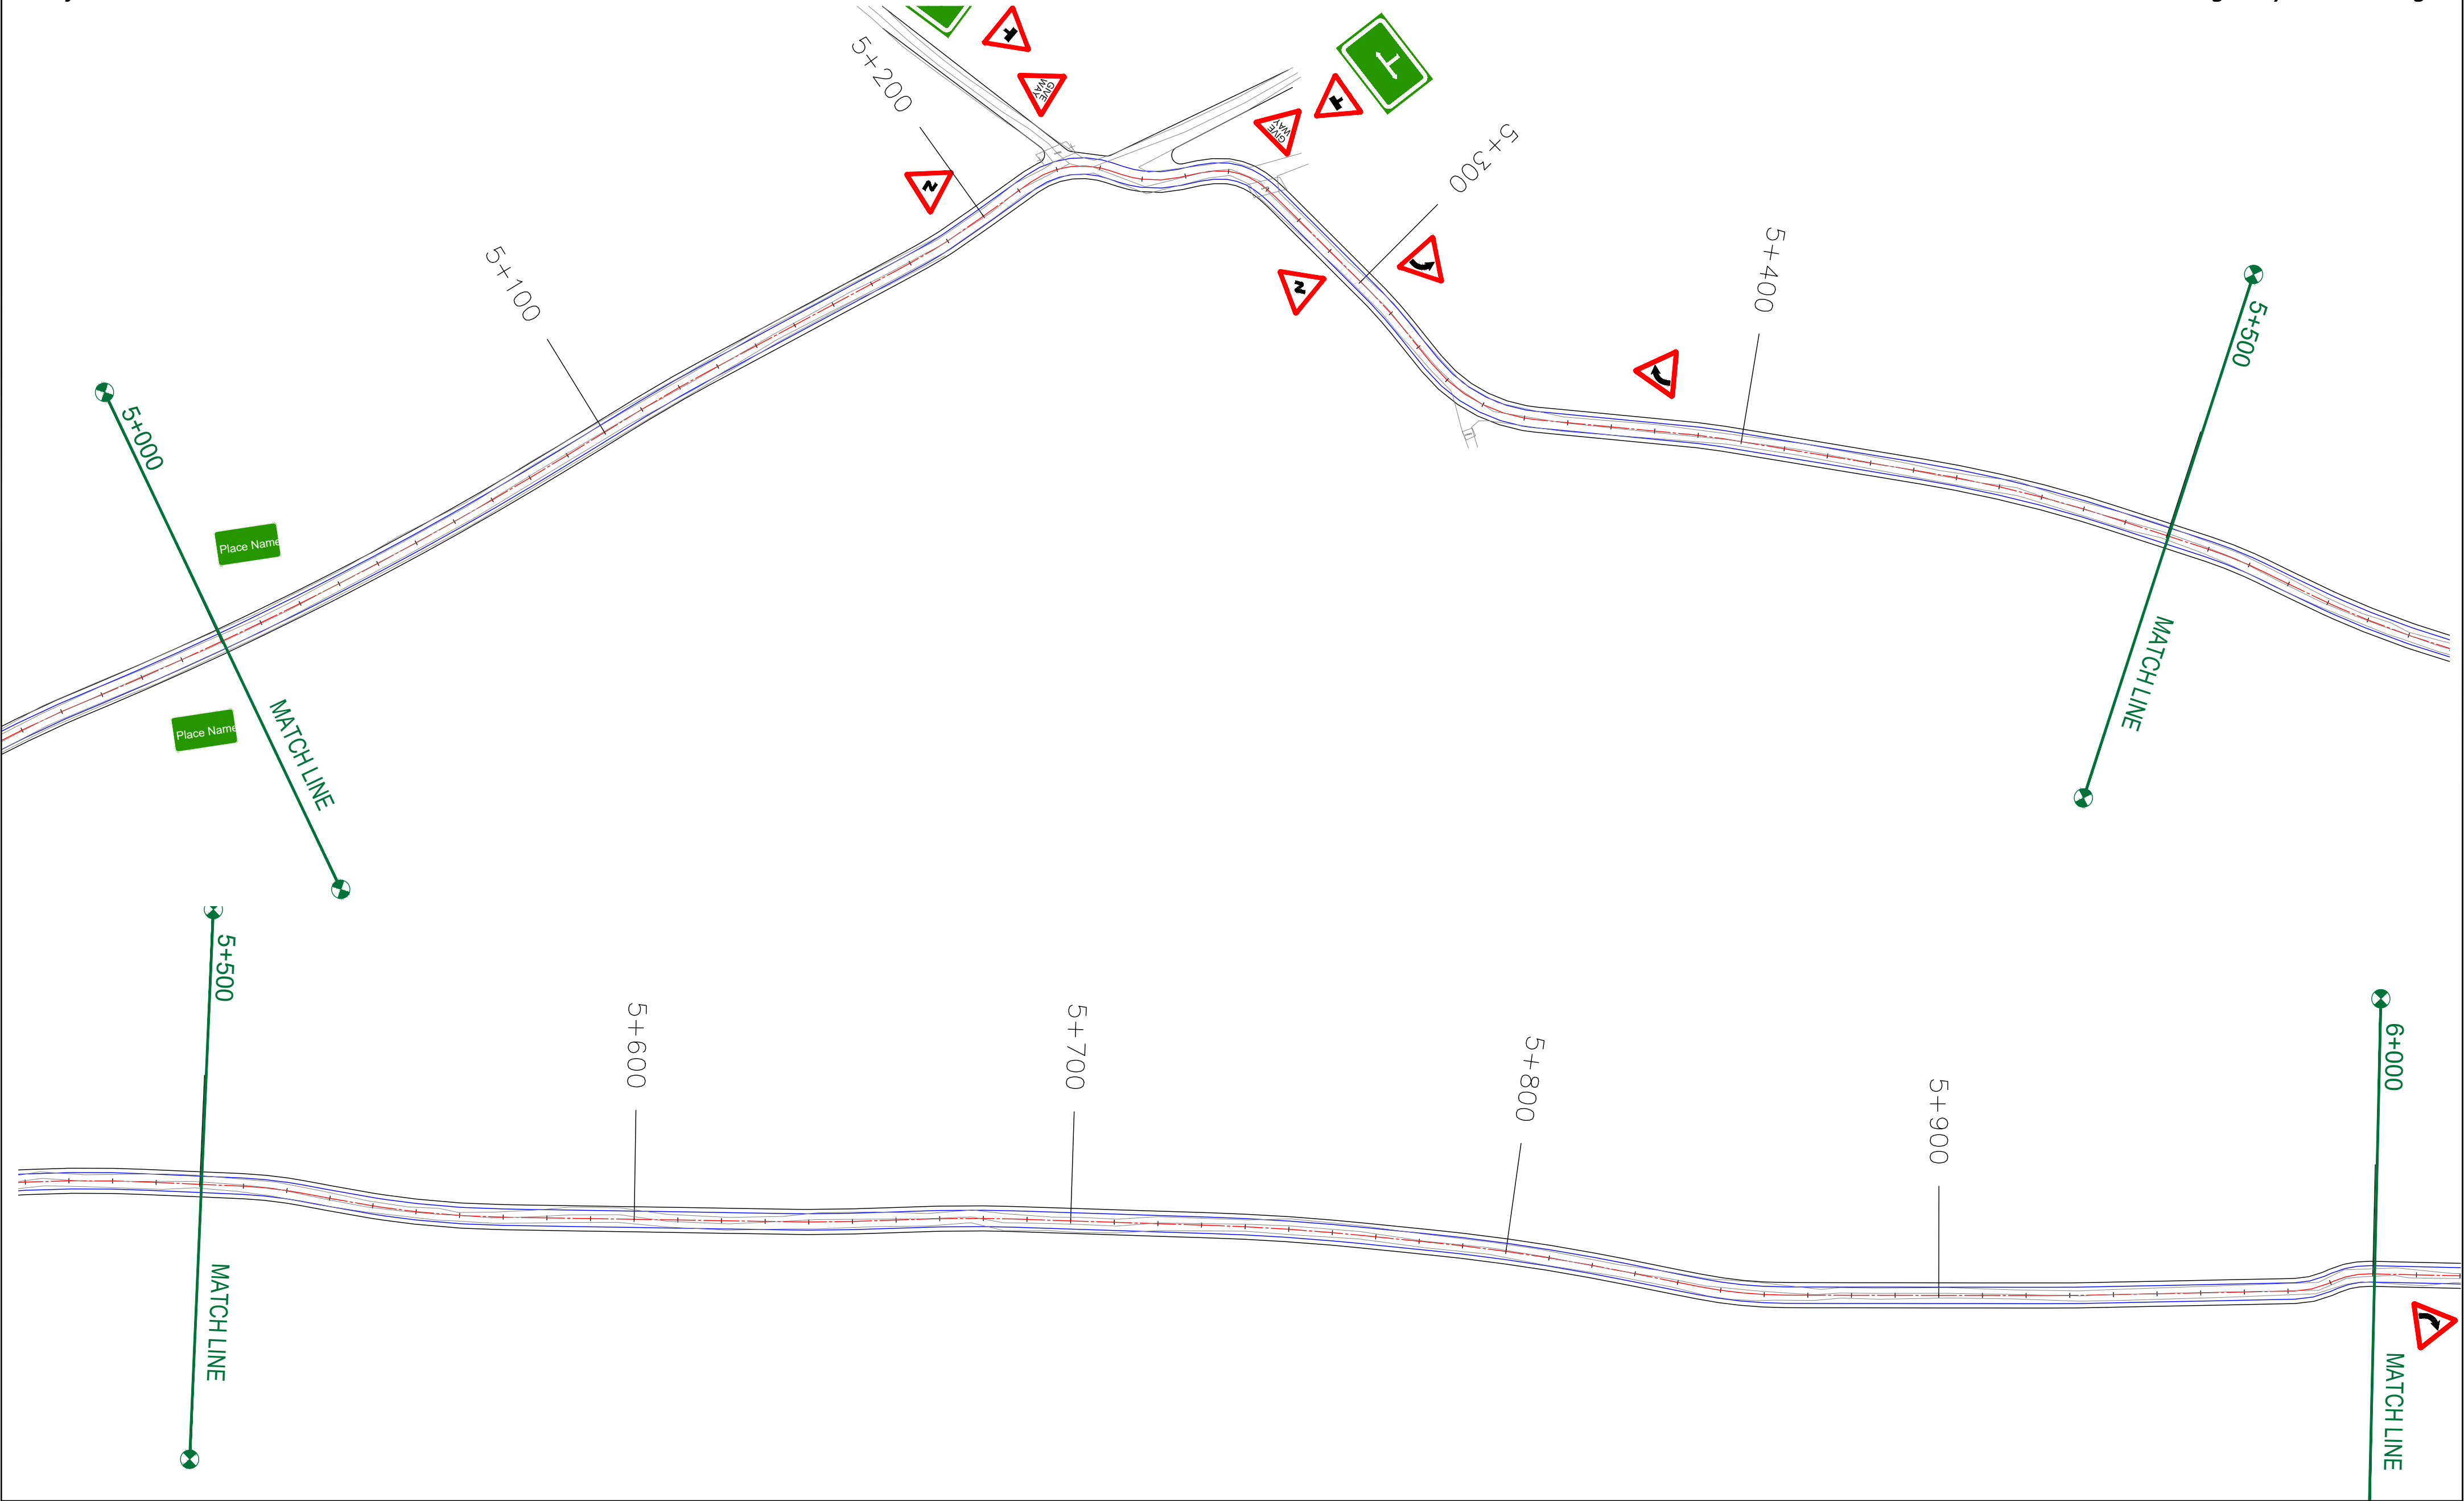 5+200
GIVE
WAY
GIVE
WAY
5+300
5+100
5+400
5+500
5+000
Place Name
Place Name
MATCH LINE
MATCH LINE
5+500
5+600
5+700
5+800
5+900
6+000
MATCH LINE
MATCH LINE